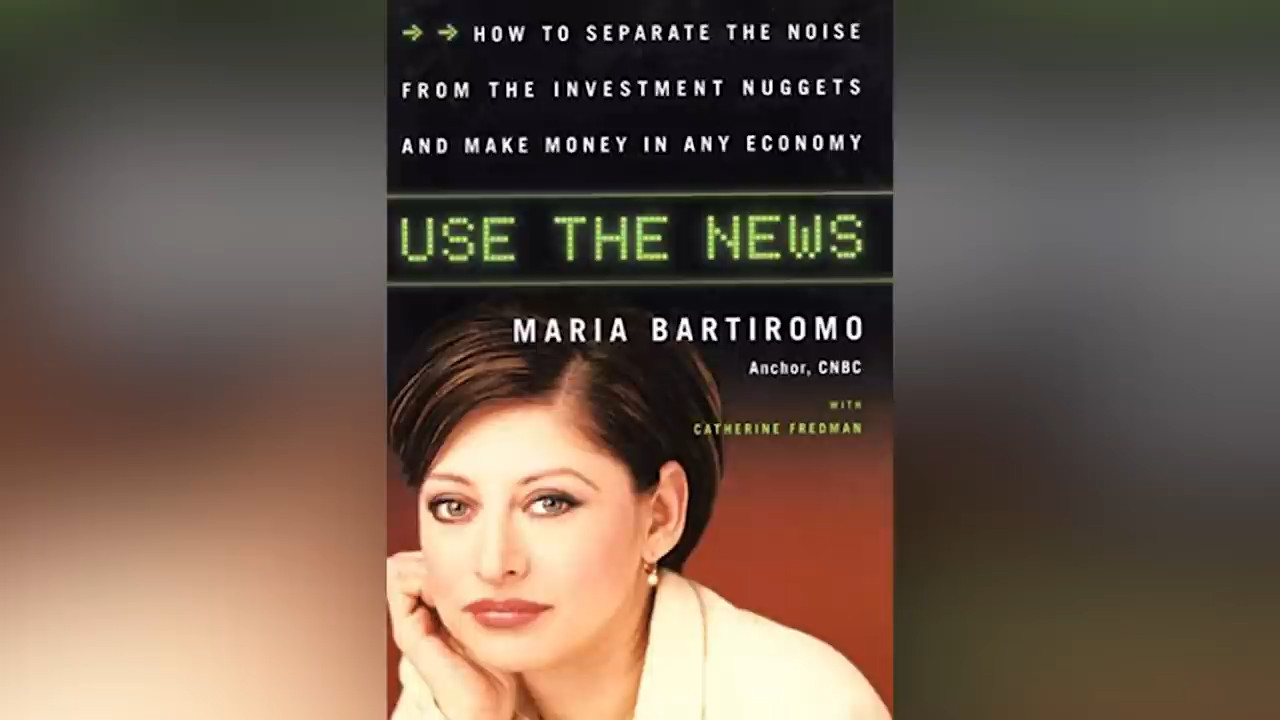 → → HOW TO SEPARATE THE NOISE
FROM THE INVESTMENT NUGGETS
AND MAKE MONEY IN ANY ECONOMY
USE THE NEWS
MARIA BARTIROMO
Anchor, CNBC
WITH
CATHERINE FREDMAN